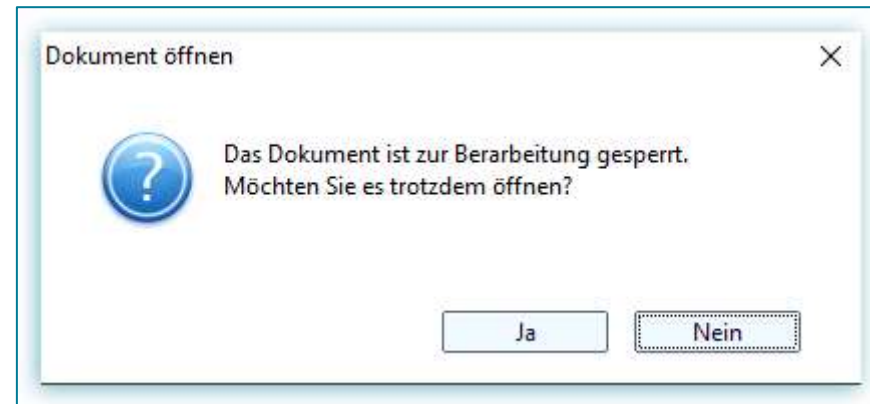 Dokument öffnen
Das Dokument ist zur Berarbeitung gesperrt.
Möchten Sie es trotzdem öffnen?
Ja
Nein